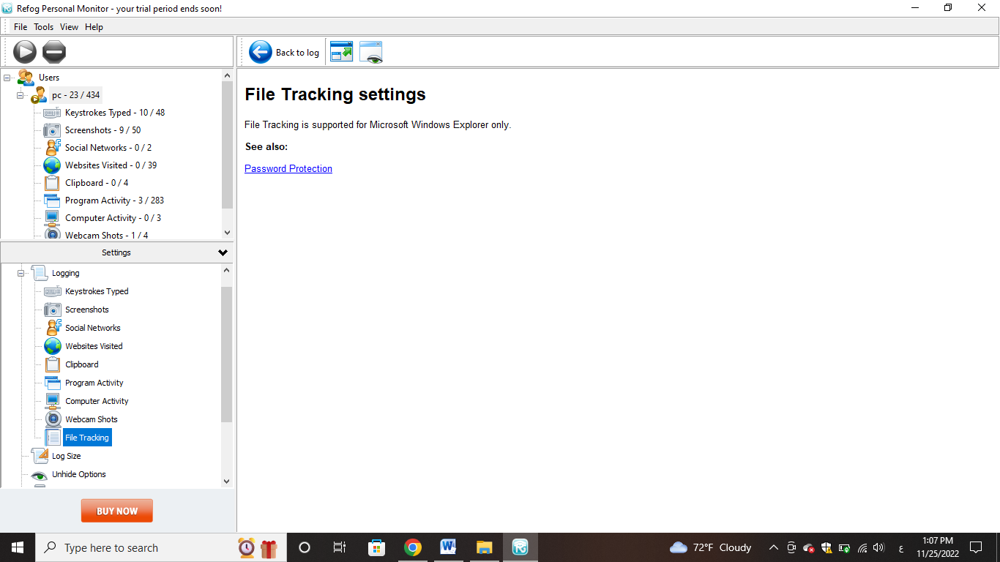 Refog Personal Monitor - your trial period ends soon!
File Tools View Help
Back to log
Users
pc - 23 / 434
Keystrokes Typed - 10 / 48
Screenshots - 9 / 50
Social Networks - 0 / 2
Websites Visited - 0 / 39
Clipboard - 0 / 4
Program Activity - 3 / 283
Computer Activity - 0 / 3
Webcam Shots - 1 / 4
Settings
Logging
Keystrokes Typed
Screenshots
Social Networks
Websites Visited
Clipboard
Program Activity
Computer Activity
Webcam Shots
File Tracking
Log Size
Unhide Options
BUY NOW
File Tracking settings
File Tracking is supported for Microsoft Windows Explorer only.
See also:
Password Protection
Type here to search
72°F Cloudy
ع
1:07 PM
11/25/2022